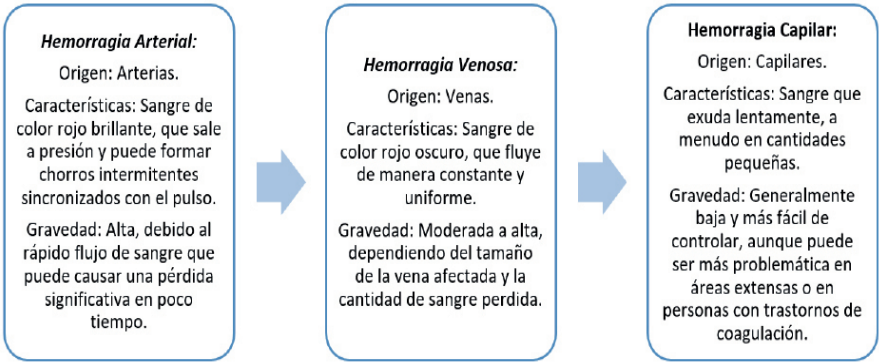 Hemorragia Arterial:
Origen: Arterias.
Características: Sangre de
color rojo brillante, que sale
a presión y puede formar
chorros intermitentes
sincronizados con el pulso.
Gravedad: Alta, debido al
rápido flujo de sangre que
puede causar una pérdida
significativa en poco
tiempo.
Hemorragia Venosa:
Origen: Venas.
Características: Sangre de
color rojo oscuro, que fluye
de manera constante y
uniforme.
Gravedad: Moderada a alta,
dependiendo del tamaño
de la vena afectada y la
cantidad de sangre perdida.
Hemorragia Capilar:
Origen: Capilares.
Características: Sangre que
exuda lentamente, a
menudo en cantidades
pequeñas.
Gravedad: Generalmente
baja y más fácil de
controlar, aunque puede
ser más problemática en
áreas extensas o en
personas con trastornos de
coagulación.